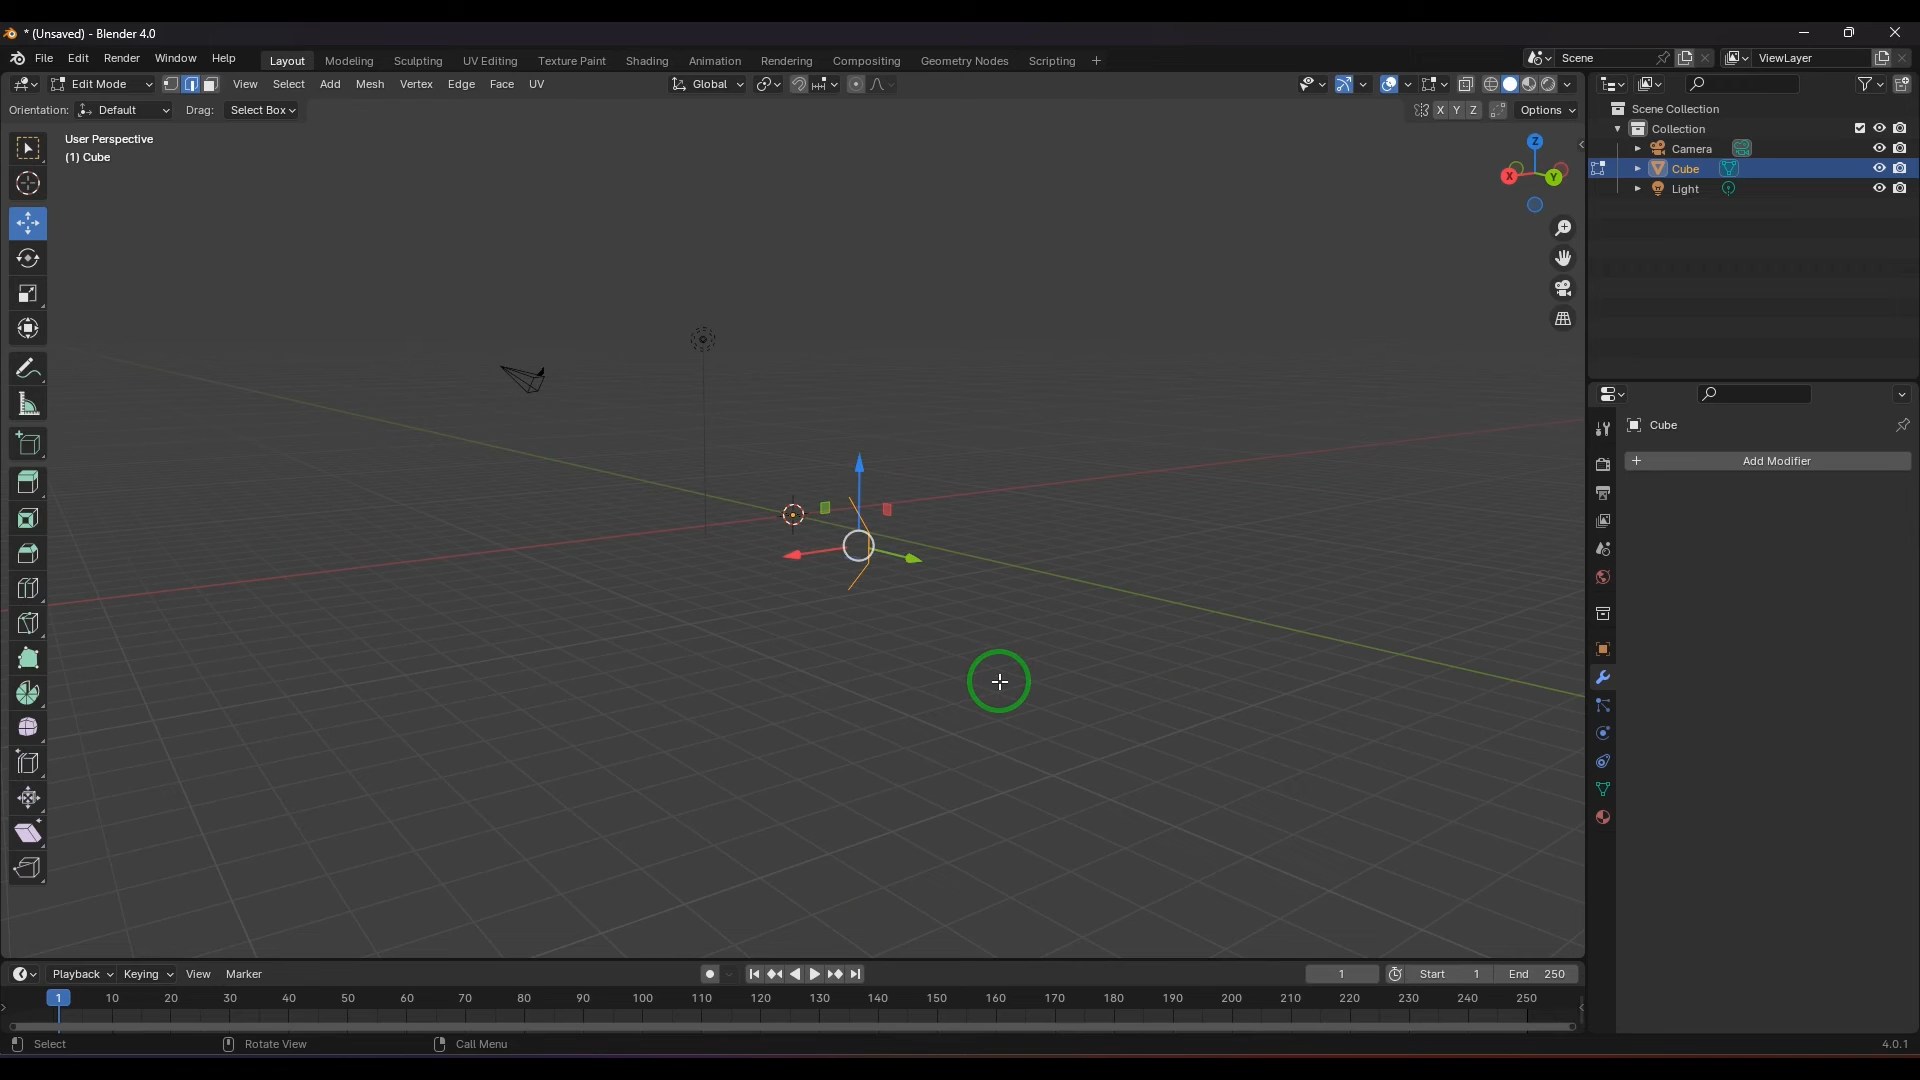 * (Unsaved) - Blender 4.0
File Edit Render Window Help Layout Modeling Sculpting UV Editing Texture Paint Shading Animation Rendering Compositing Geometry Nodes Scripting + Scene ViewLayer
Edit Mode View Select Add Mesh Vertex Edge Face UV Global
Orientation: Default Drag: Select Box X Y Z Options
User Perspective
(1) Cube
Z
X
Y
Scene Collection
Collection
Camera
Cube
Light
Cube
+ Add Modifier
Playback Keying View Marker 1 Start 1 End 250
1 10 20 30 40 50 60 70 80 90 100 110 120 130 140 150 160 170 180 190 200 210 220 230 240 250
Select Rotate View Call Menu 4.0.1